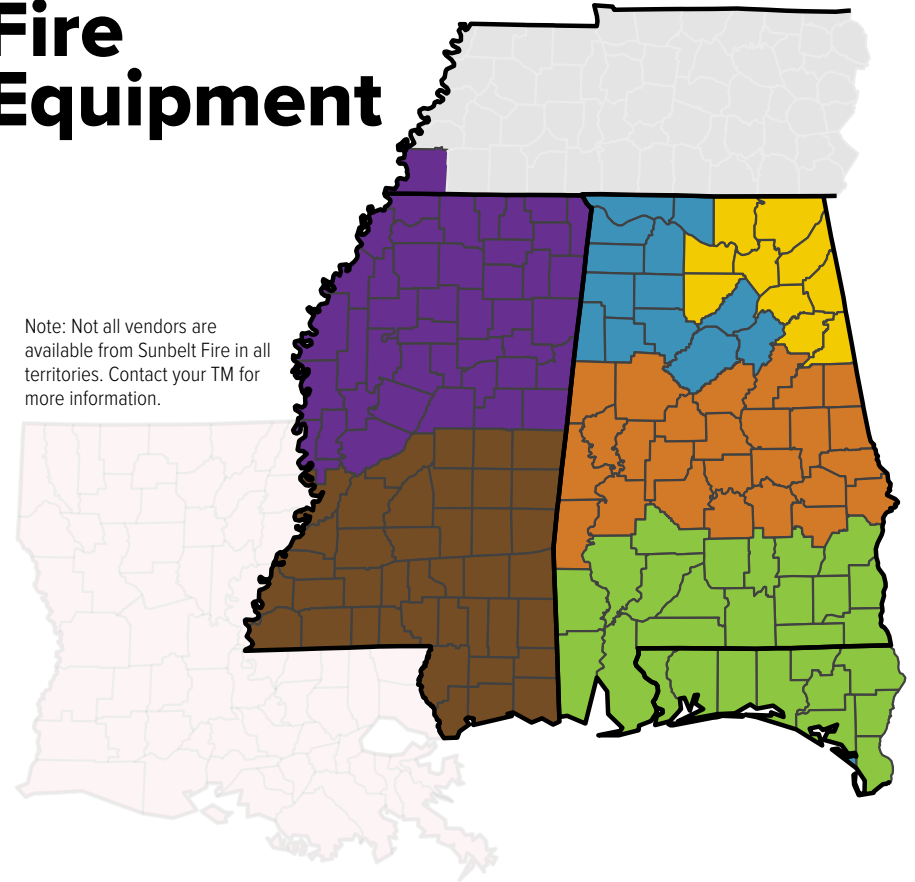 Fire
Equipment
Note: Not all vendors are
available from Sunbelt Fire in all
territories. Contact your TM for
more information.